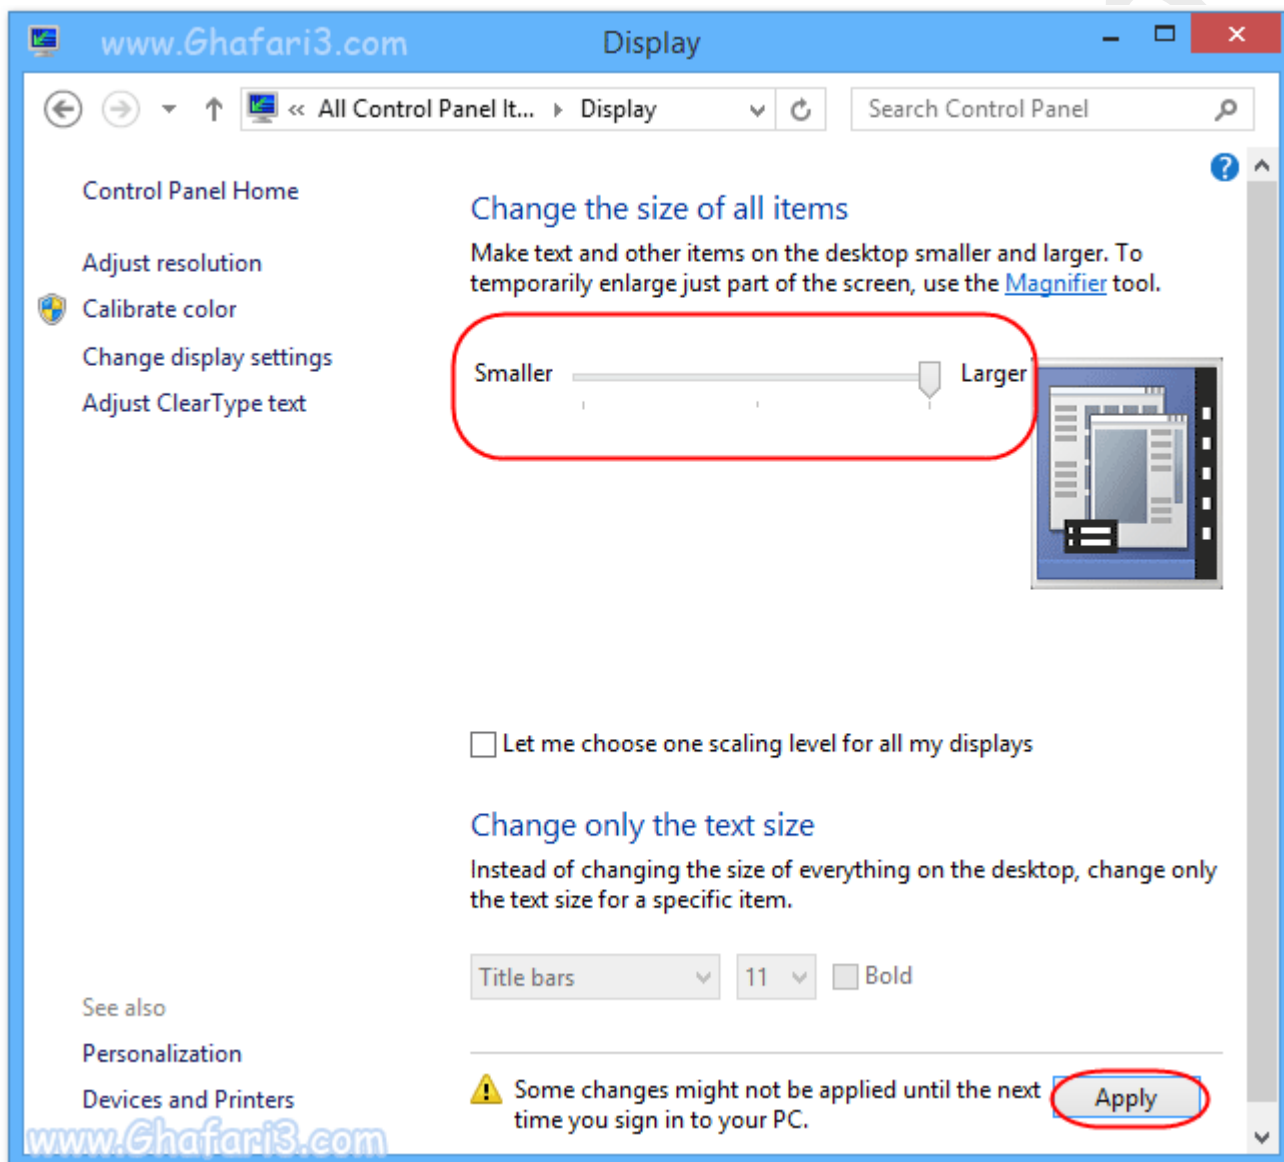 www.Ghafari3.com
Display
« All Control Panel It... Display
Search Control Panel
Control Panel Home
Adjust resolution
Calibrate color
Change display settings
Adjust ClearType text
Change the size of all items
Make text and other items on the desktop smaller and larger. To
temporarily enlarge just part of the screen, use the Magnifier tool.
Smaller
Larger
Let me choose one scaling level for all my displays
Change only the text size
Instead of changing the size of everything on the desktop, change only
the text size for a specific item.
Title bars
11
Bold
See also
Personalization
Devices and Printers
Some changes might not be applied until the next
time you sign in to your PC.
Apply
www.Ghafari3.com